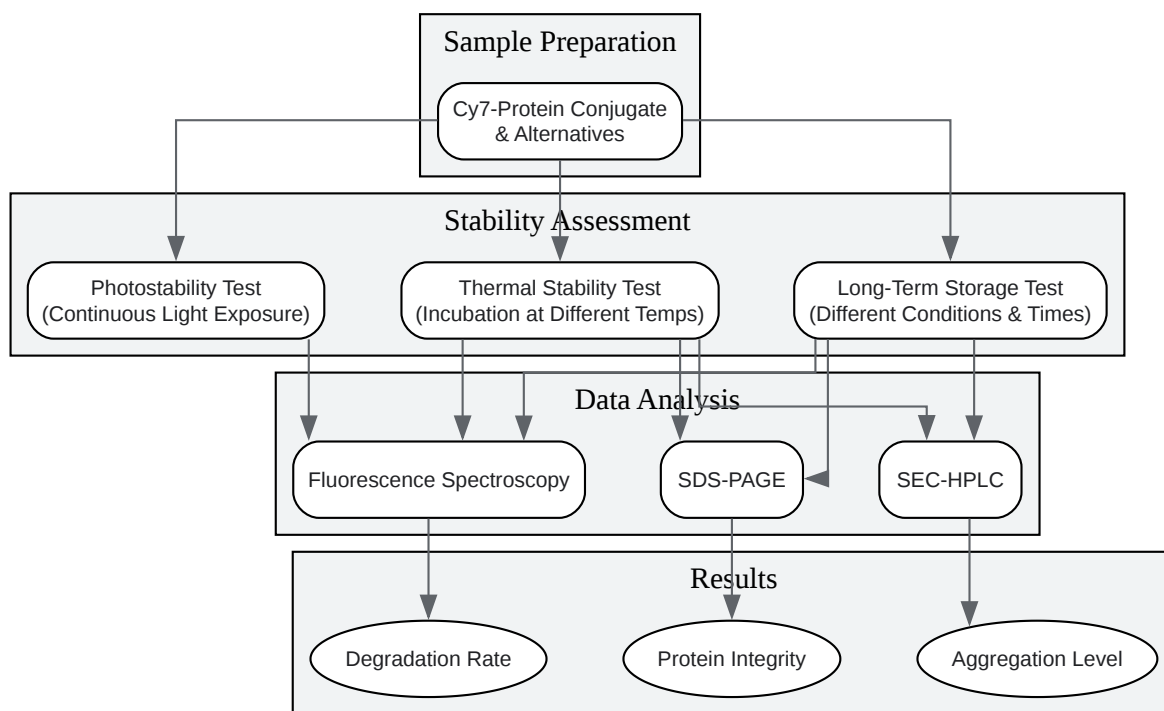 Sample Preparation
Cy7-Protein Conjugate
& Alternatives
Stability Assessment
Photostability Test
(Continuous Light Exposure)
Thermal Stability Test
(Incubation at Different Temps)
Long-Term Storage Test
(Different Conditions & Times)
Data Analysis
Fluorescence Spectroscopy
SDS-PAGE
SEC-HPLC
Results
Degradation Rate
Protein Integrity
Aggregation Level